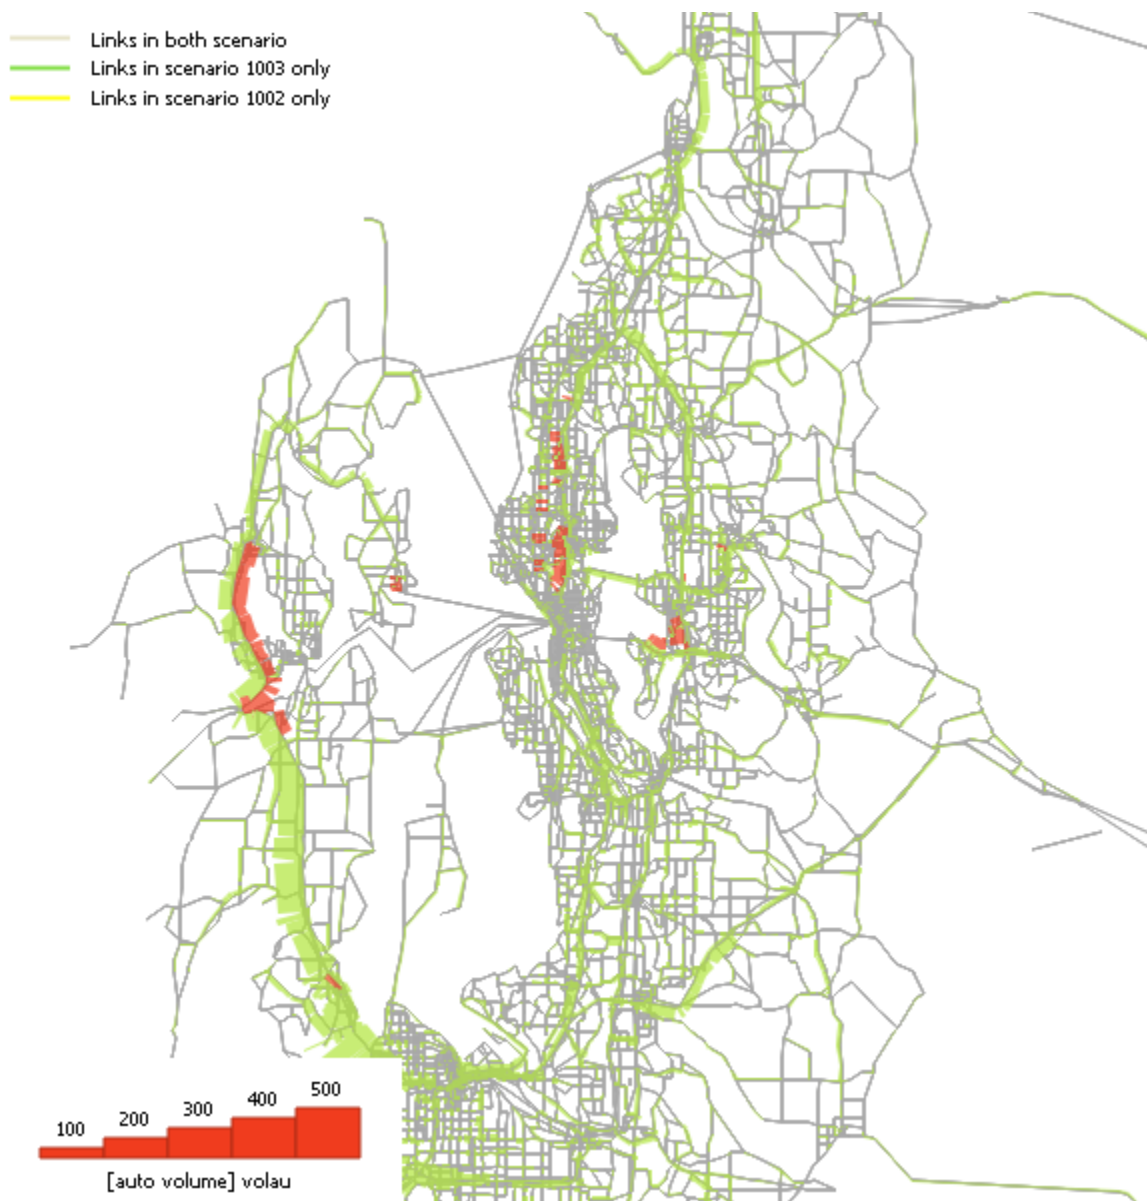 Links in both scenario
Links in scenario 1003 only
Links in scenario 1002 only
100 200 300 400 500
[auto volume] volau